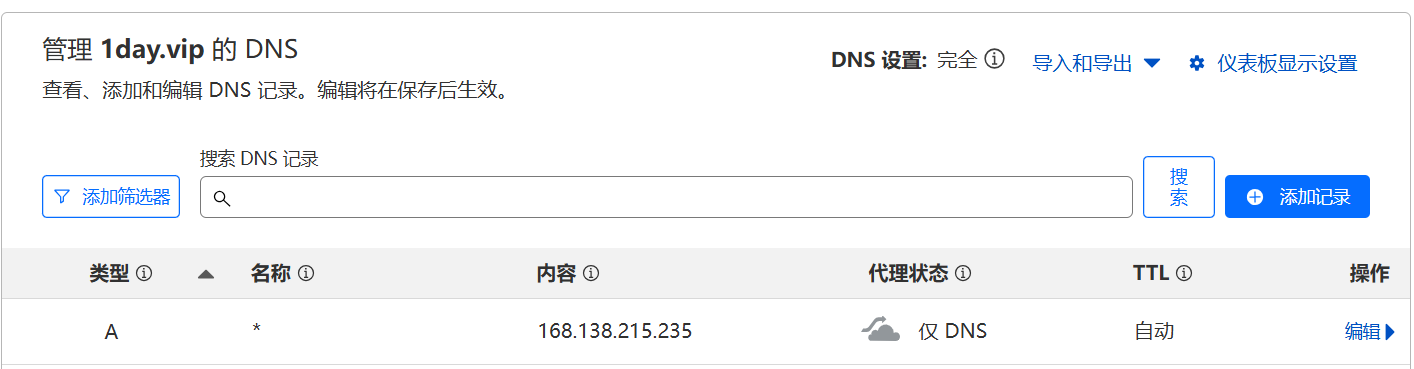 管理 1day.vip 的 DNS
DNS 设置: 完全 导入和导出 仪表板显示设置
查看、添加和编辑 DNS 记录。编辑将在保存后生效。
搜索 DNS 记录
添加筛选器
搜
索
添加记录
类型 名称 内容 代理状态 TTL 操作
A * 168.138.215.235 仅 DNS 自动 编辑